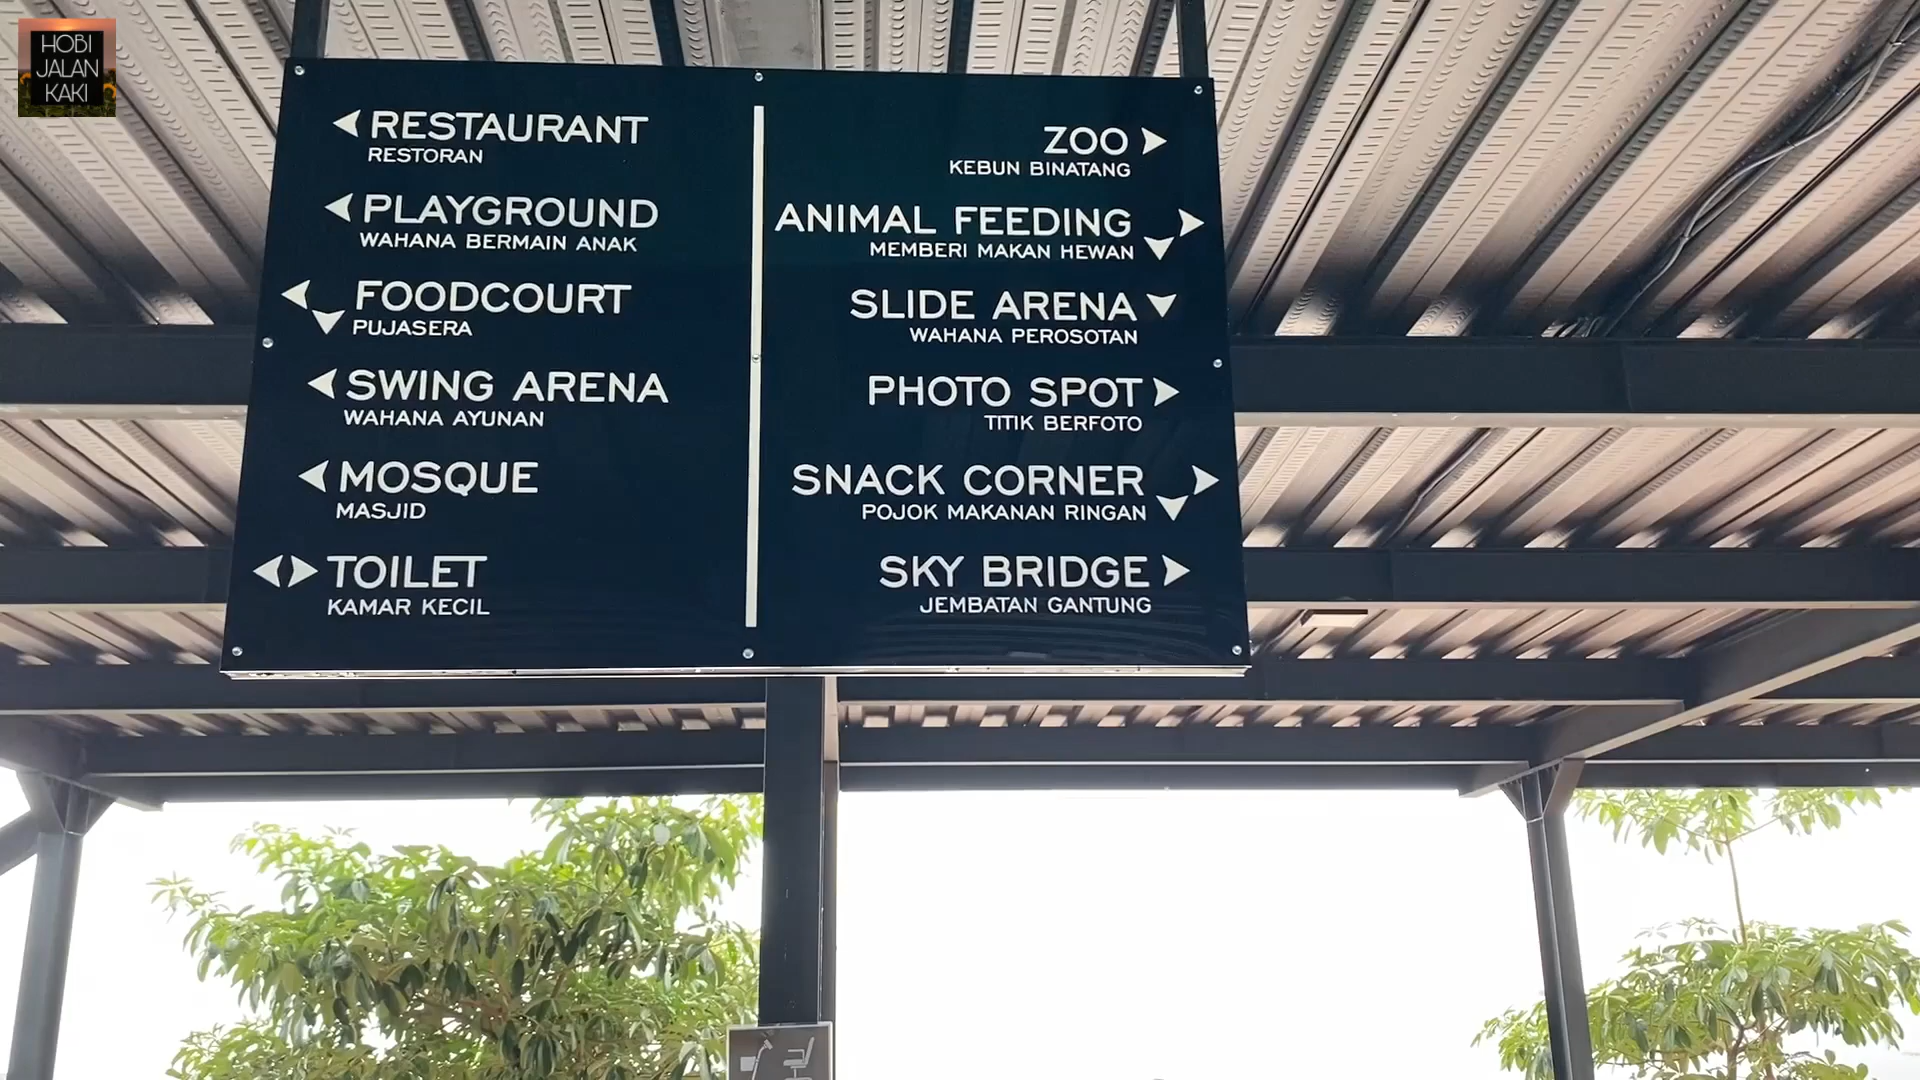 HOBI
JALAN
KAKI
RESTAURANT
RESTORAN
PLAYGROUND
WAHANA BERMAIN ANAK
FOODCOURT
PUJASERA
SWING ARENA
WAHANA AYUNAN
MOSQUE
MASJID
TOILET
KAMAR KECIL
ZOO
KEBUN BINATANG
ANIMAL FEEDING
MEMBERI MAKAN HEWAN
SLIDE ARENA
WAHANA PEROSOTAN
PHOTO SPOT
TITIK BERFOTO
SNACK CORNER
POJOK MAKANAN RINGAN
SKY BRIDGE
JEMBATAN GANTUNG